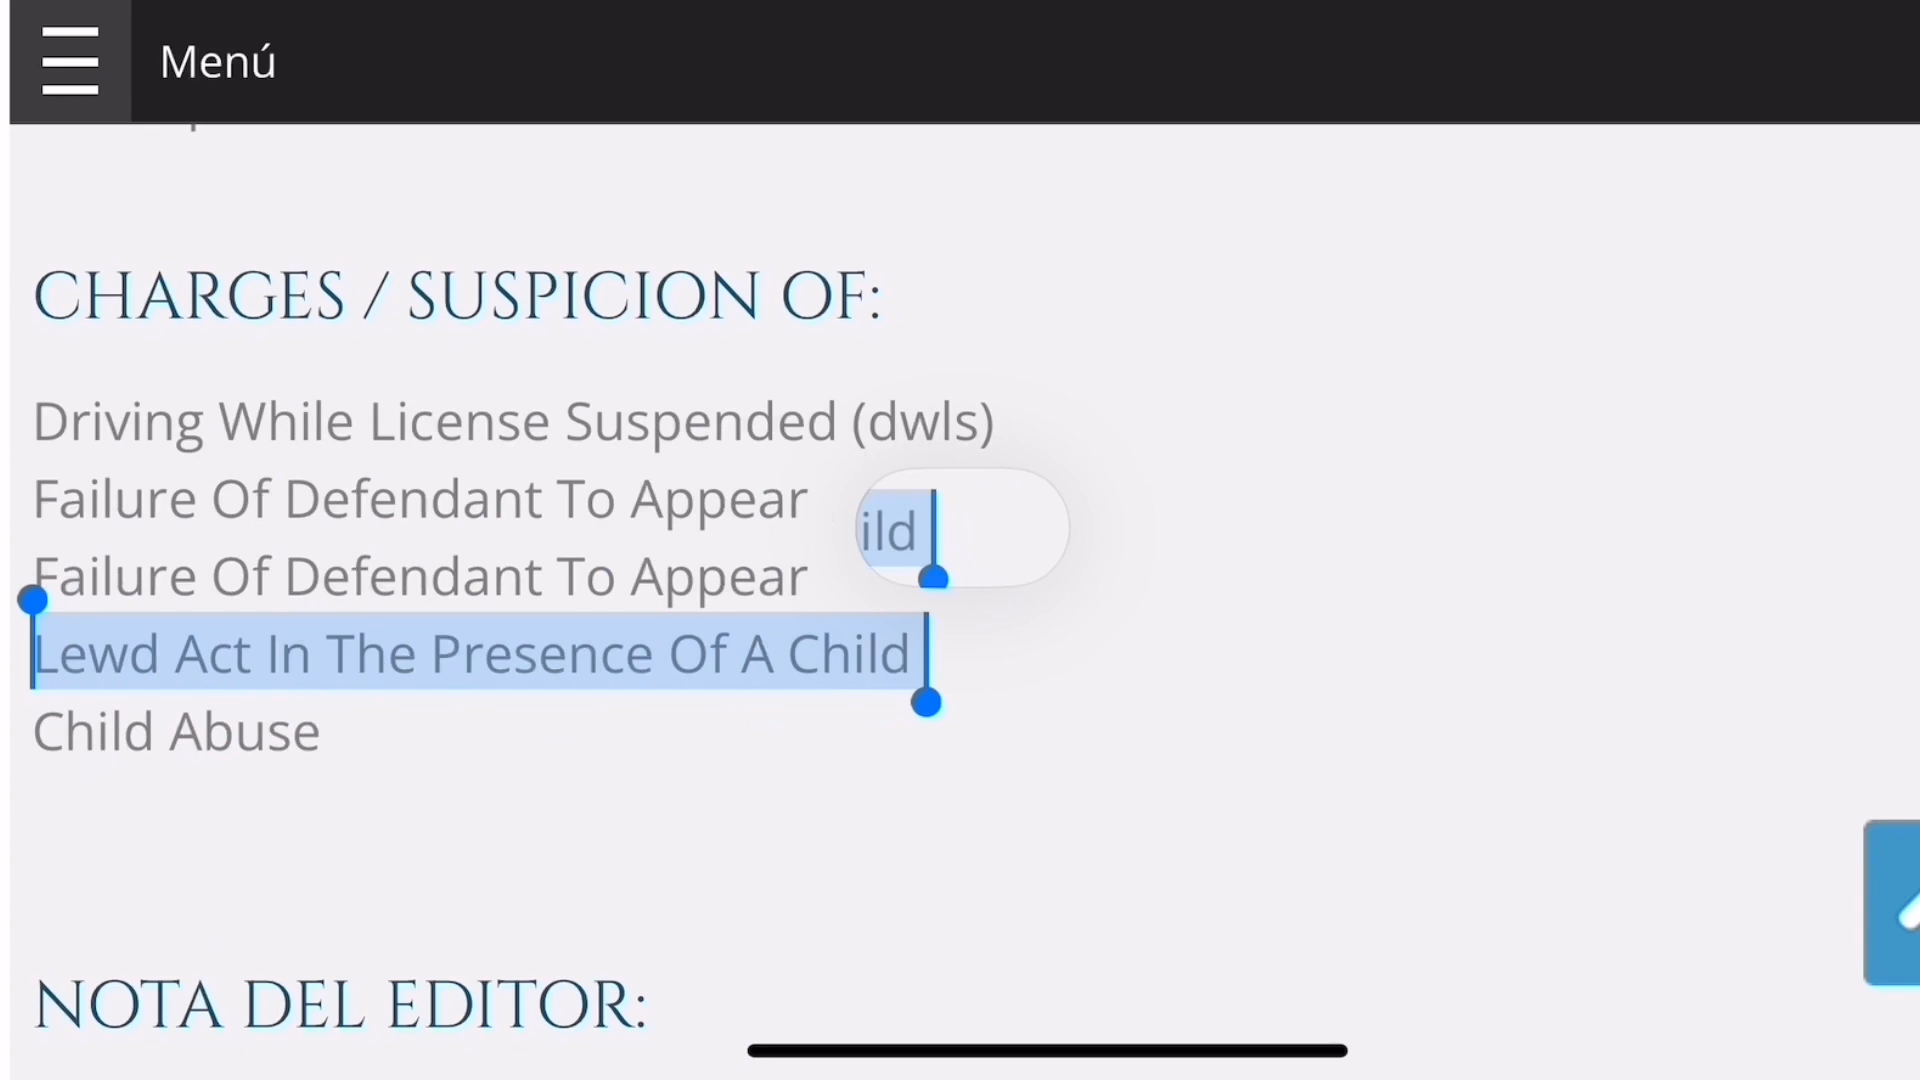 Menú
CHARGES / SUSPICION OF:
Driving While License Suspended (dwls)
Failure Of Defendant To Appear
ild
Failure Of Defendant To Appear
Lewd Act In The Presence Of A Child
Child Abuse
NOTA DEL EDITOR: